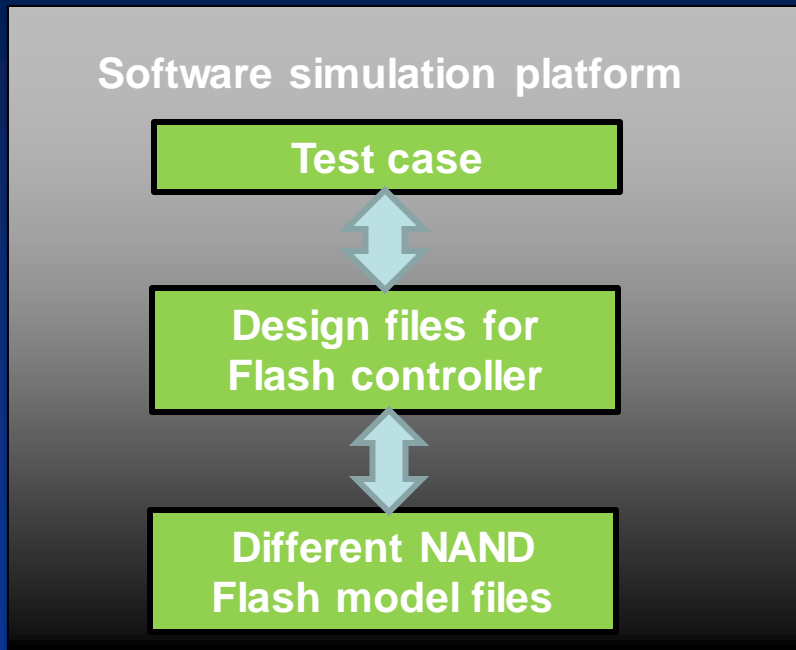 Software simulation platform
Test case
Design files for
Flash controller
Different NAND
Flash model files